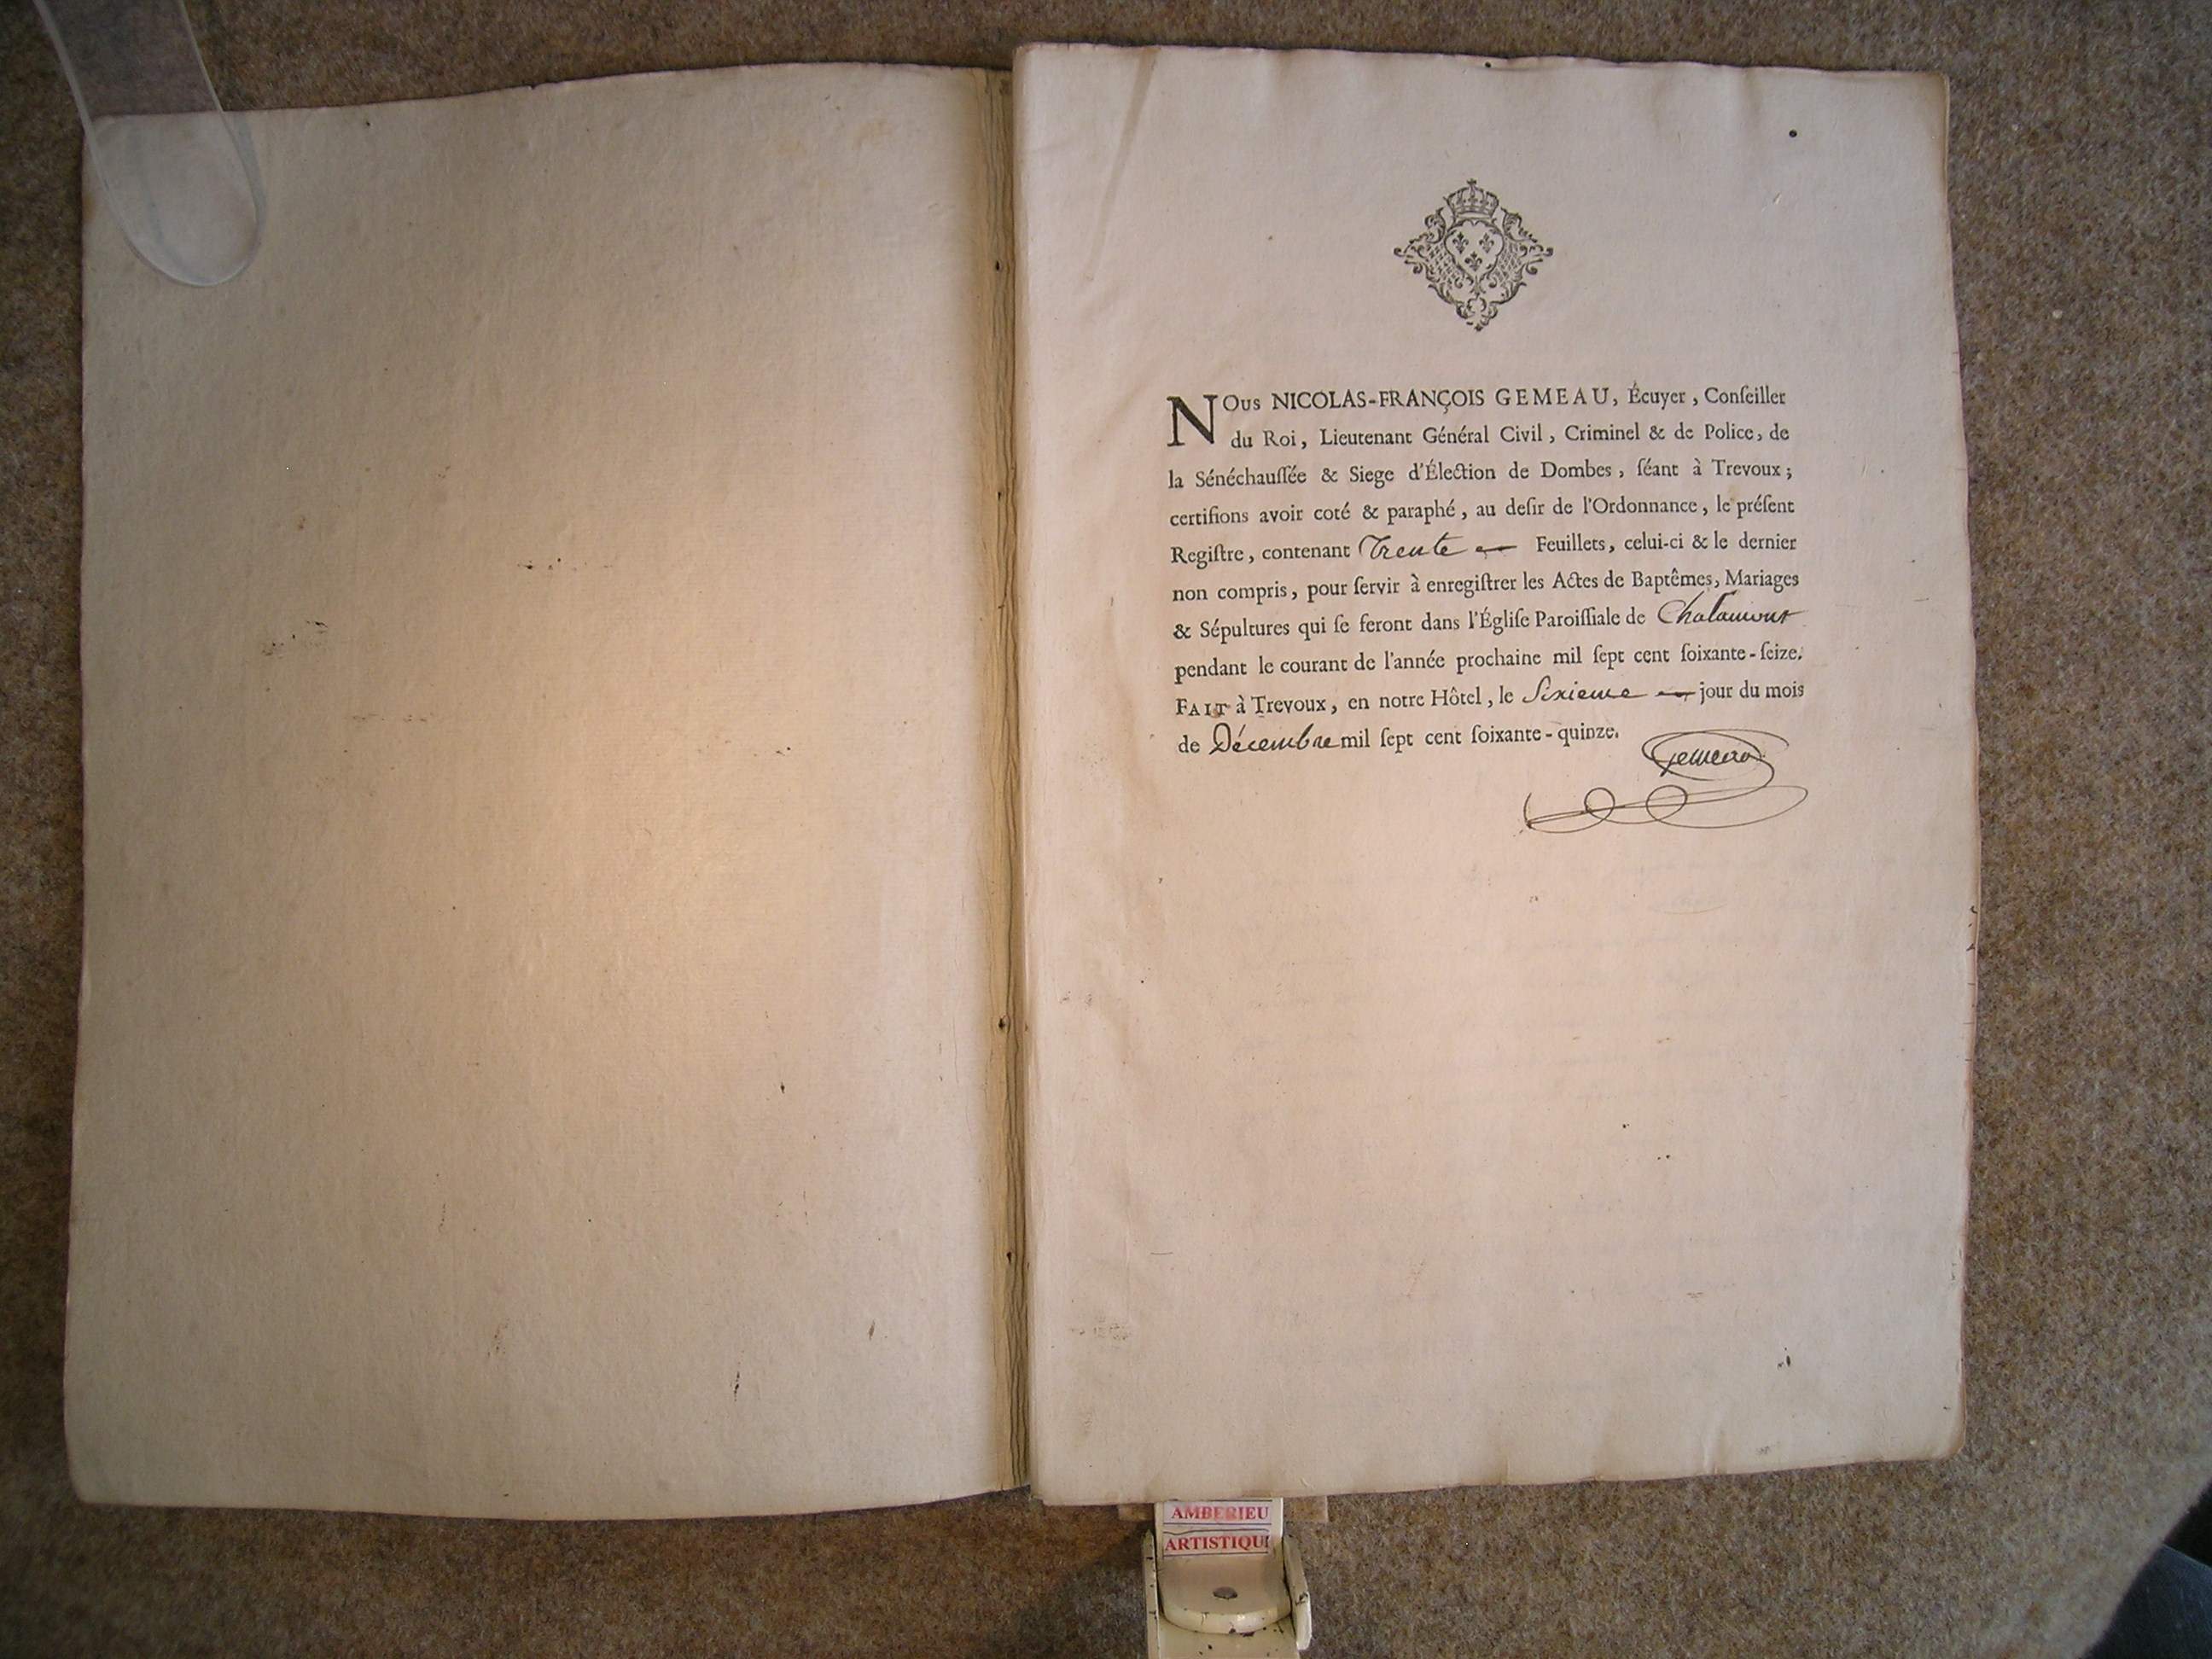 NOus NICOLAS-FRANÇOIS GEMEAU, Écuyer, Conſeiller
du Roi, Lieutenant Général Civil, Criminel & de Police, de
la Sénéchauſſée & Siege d'Élection de Dombes, ſéant à Trevoux;
certifions avoir coté & paraphé, au deſir de l'Ordonnance, le préſent
Regiſtre, contenant Trente Feuillets, celui-ci & le dernier
non compris, pour ſervir à enregiſtrer les Actes de Baptêmes, Mariages
& Sépultures qui ſe feront dans l'Égliſe Paroiſſiale de Chalamont
pendant le courant de l'année prochaine mil ſept cent ſoixante-ſeize.
FAIT à Trevoux, en notre Hôtel, le Sixieme jour du mois
de Décembre mil ſept cent ſoixante-quinze.
Gemeau
AMBERIEU
ARTISTIQU